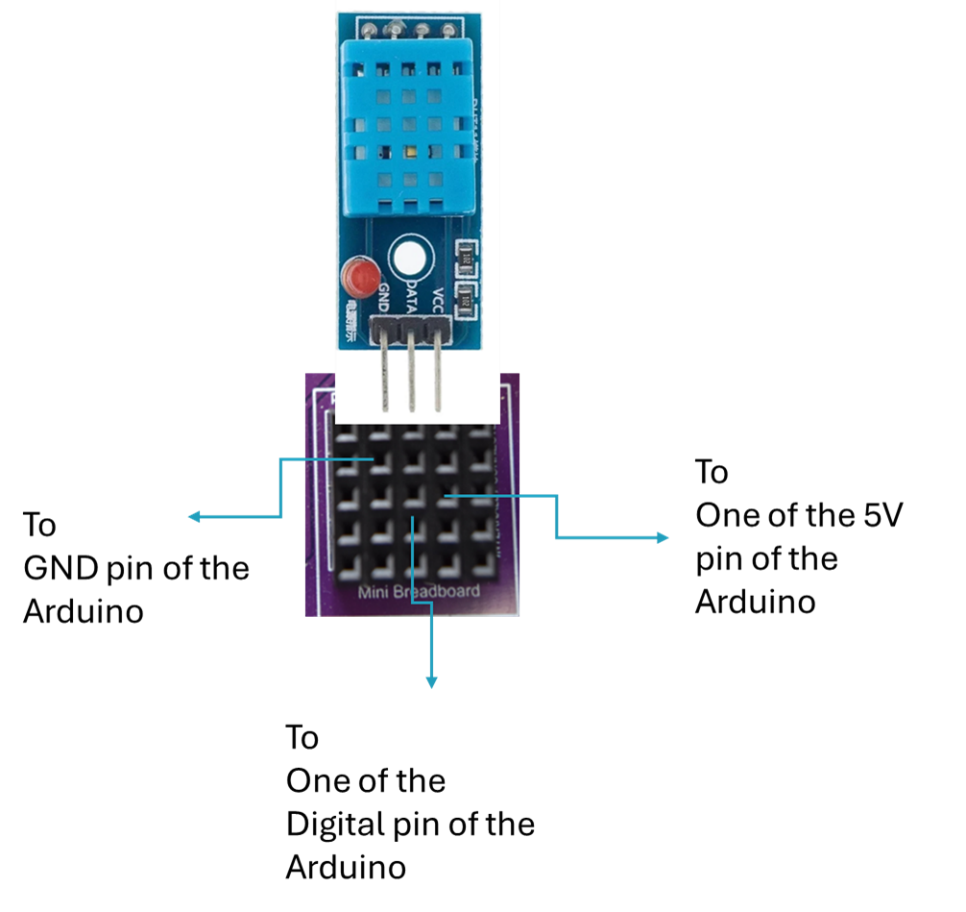 GND
DATA
VCC
To
GND pin of the
Arduino
To
One of the 5V
pin of the
Arduino
Mini Breadboard
To
One of the
Digital pin of the
Arduino